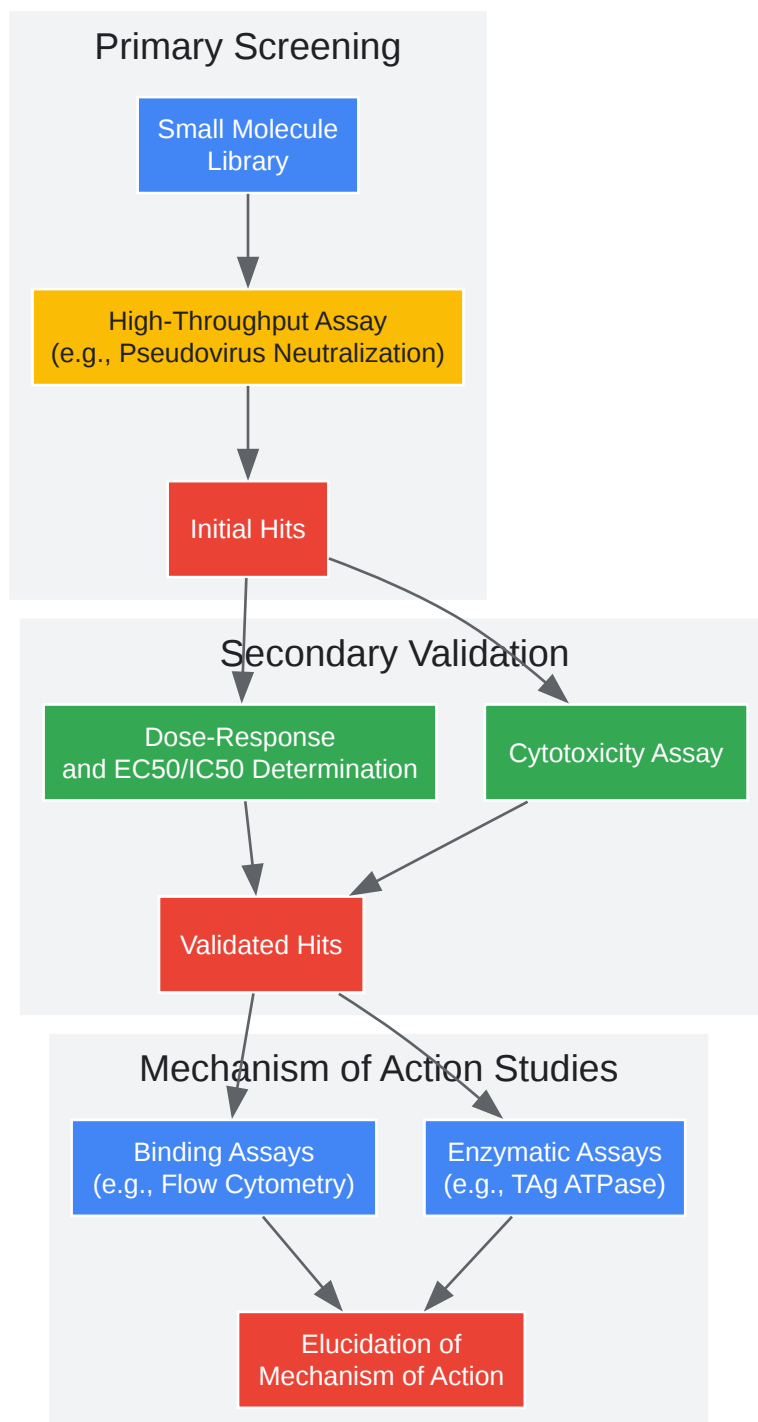 Primary Screening
Small Molecule
Library
High-Throughput Assay
(e.g., Pseudovirus Neutralization)
Initial Hits
Secondary Validation
Dose-Response
and EC50/IC50 Determination
Cytotoxicity Assay
Validated Hits
Mechanism of Action Studies
Binding Assays
(e.g., Flow Cytometry)
Enzymatic Assays
(e.g., TAg ATPase)
Elucidation of
Mechanism of Action